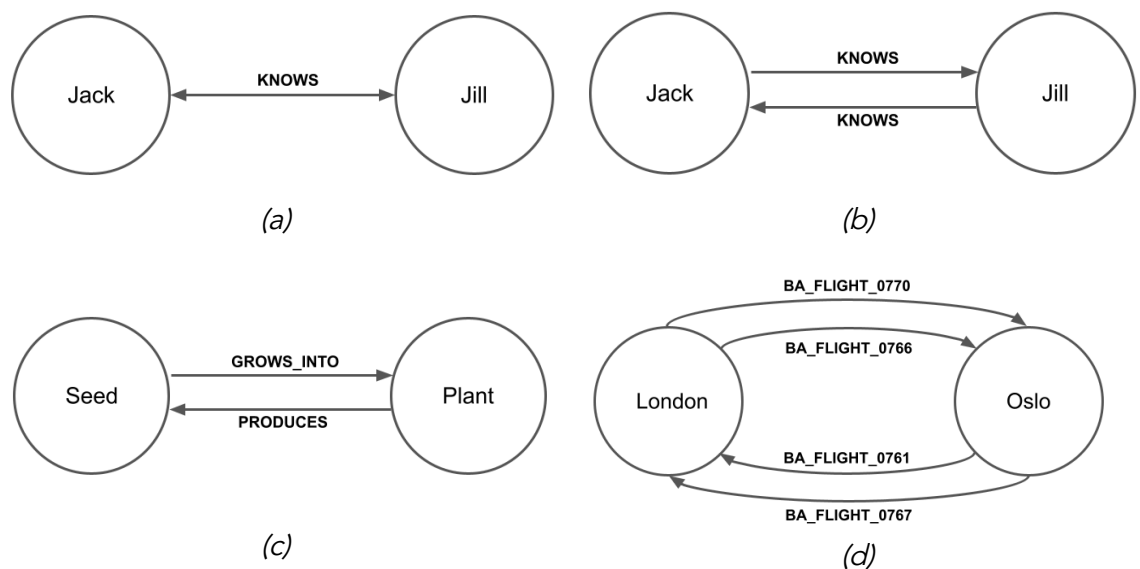 KNOWS
Jack
Jill
(a)
KNOWS
Jack
Jill
KNOWS
(b)
GROWS_INTO
Seed
Plant
PRODUCES
(c)
BA_FLIGHT_0770
BA_FLIGHT_0766
London
Oslo
BA_FLIGHT_0761
BA_FLIGHT_0767
(d)